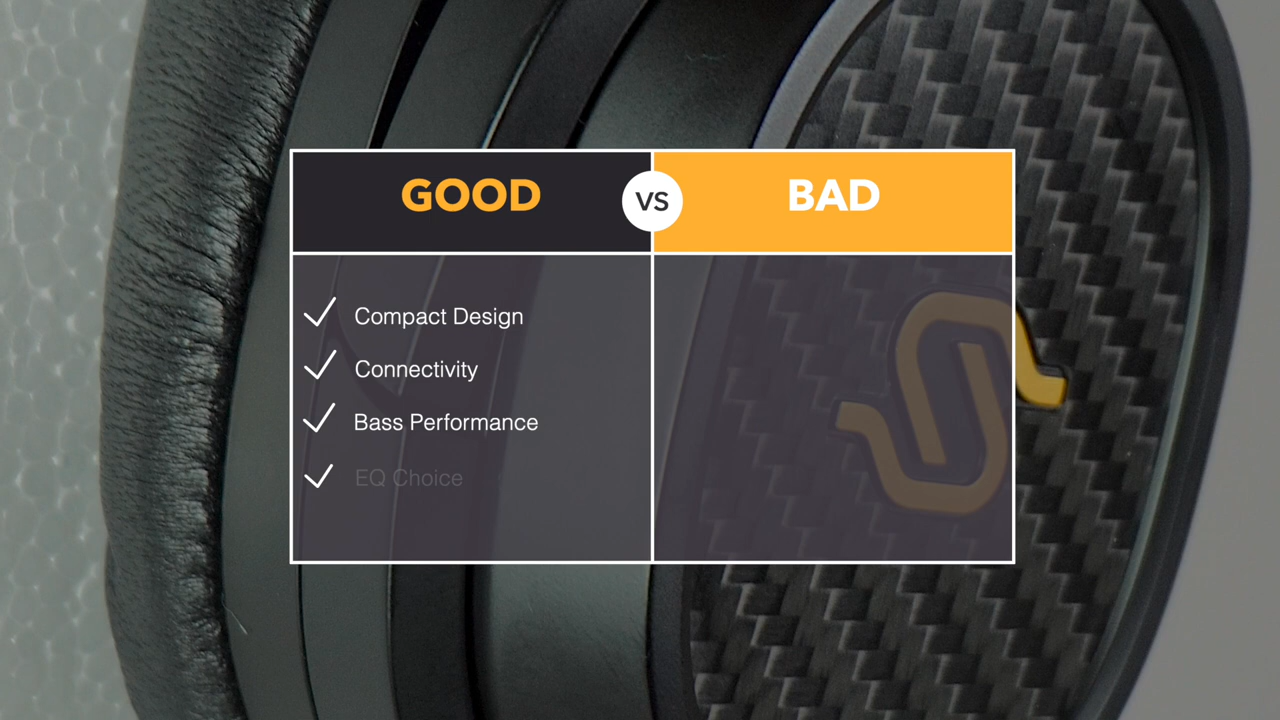 GOOD
VS
BAD
Compact Design
Connectivity
Bass Performance
EQ Choice